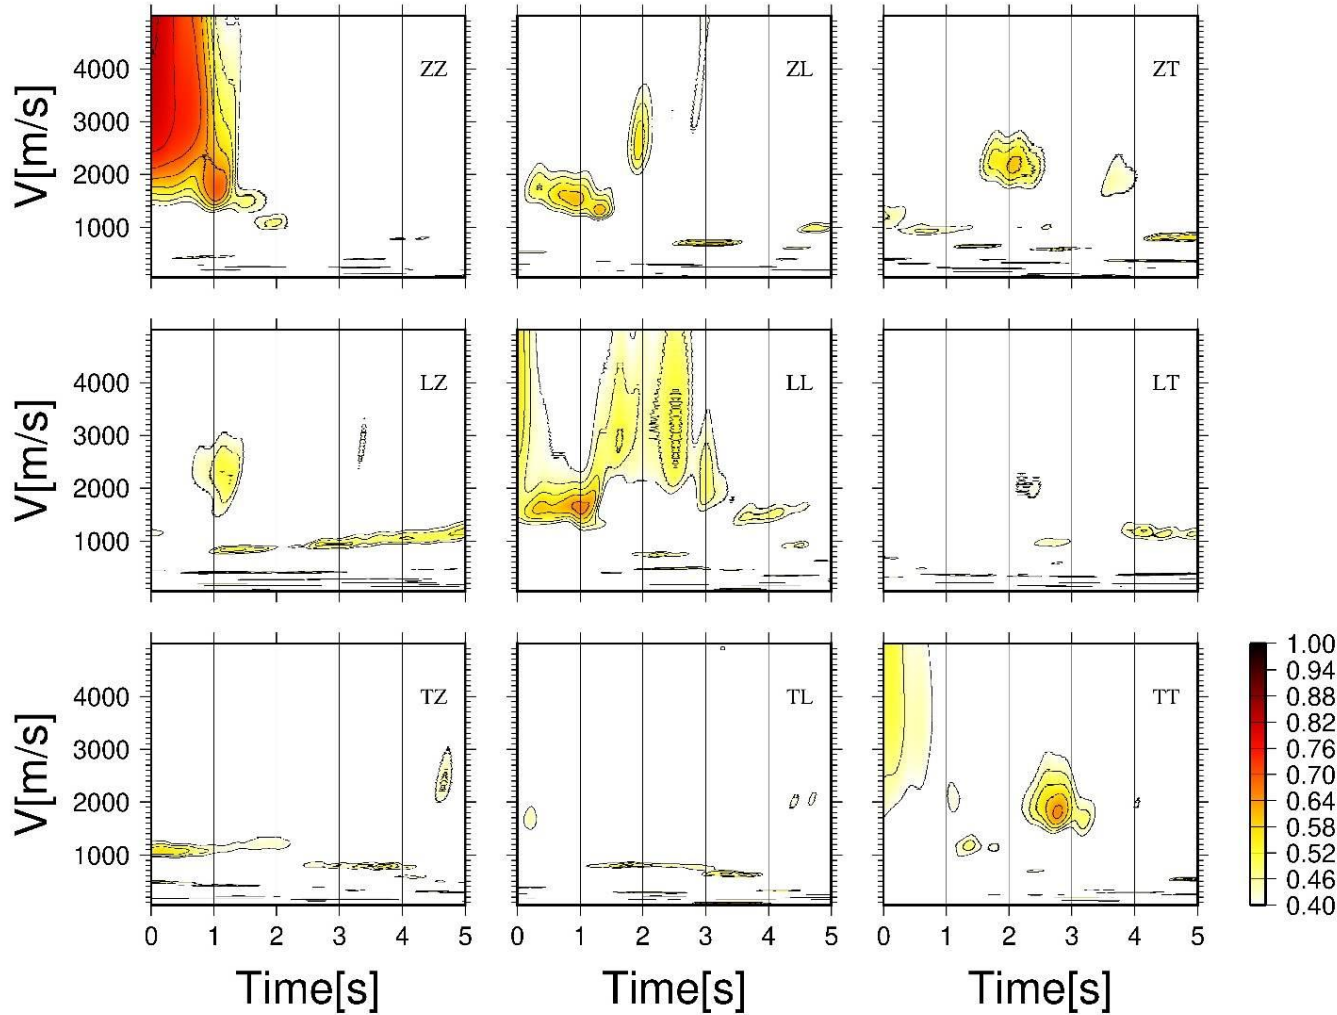 V[m/s] 4000 3000 2000 1000 ZZ ZL ZT
V[m/s] 4000 3000 2000 1000 LZ LL LT
V[m/s] 4000 3000 2000 1000 TZ TL TT
1.00
0.94
0.88
0.82
0.76
0.70
0.64
0.58
0.52
0.46
0.40
0 1 2 3 4 5 0 1 2 3 4 5 0 1 2 3 4 5
Time[s] Time[s] Time[s]